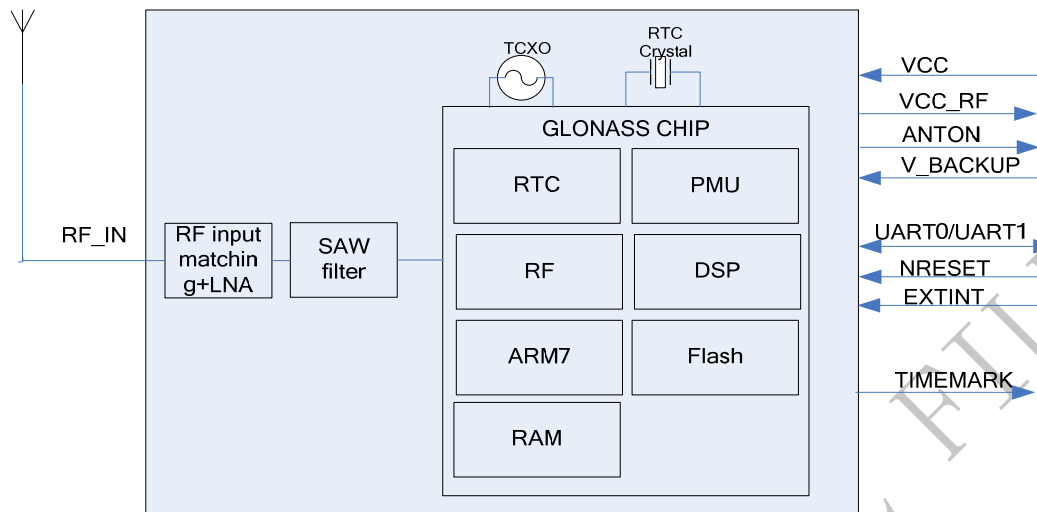 TCXO
RTC
Crystal
VCC
VCC_RF
GLONASS CHIP
ANTON
V_BACKUP
RTC
PMU
RF_IN
RF input
matchin
g+LNA
SAW
filter
RF
DSP
UART0/UART1
NRESET
EXTINT
ARM7
Flash
TIMEMARK
RAM